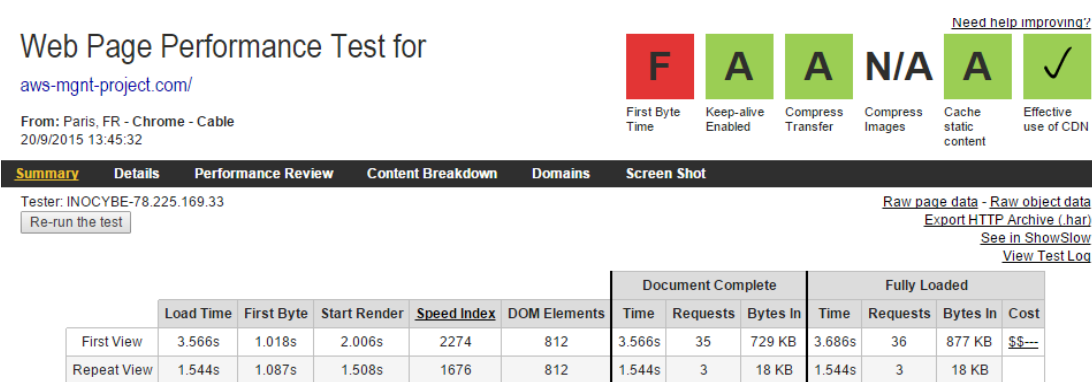 Need help improving?
Web Page Performance Test for
aws-mgnt-project.com/
From: Paris, FR - Chrome - Cable
20/9/2015 13:45:32
F A A N/A A ✓
First Byte Time
Keep-alive Enabled
Compress Transfer
Compress Images
Cache static content
Effective use of CDN
Summary Details Performance Review Content Breakdown Domains Screen Shot
Tester: INOCYBE-78.225.169.33
Re-run the test
Raw page data - Raw object data
Export HTTP Archive (.har)
See in ShowSlow
View Test Log
Document Complete Fully Loaded
Load Time First Byte Start Render Speed Index DOM Elements Time Requests Bytes In Time Requests Bytes In Cost
First View 3.566s 1.018s 2.006s 2274 812 3.566s 35 729 KB 3.686s 36 877 KB $$---
Repeat View 1.544s 1.087s 1.508s 1676 812 1.544s 3 18 KB 1.544s 3 18 KB